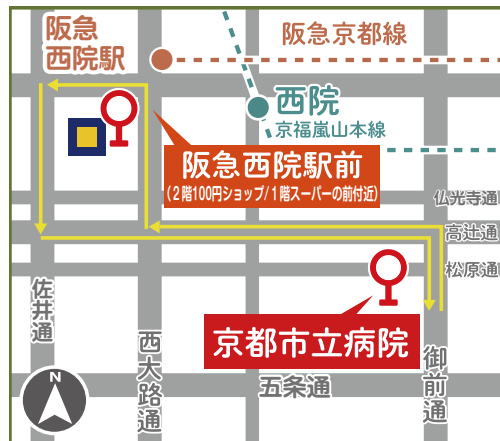 阪急
西院駅
阪急京都線
西院
京福嵐山本線
阪急西院駅前
(２階100円ショップ/１階スーパーの前付近)
仏光寺通
高辻通
松原通
佐井通
京都市立病院
西大路通
五条通
御前通
N